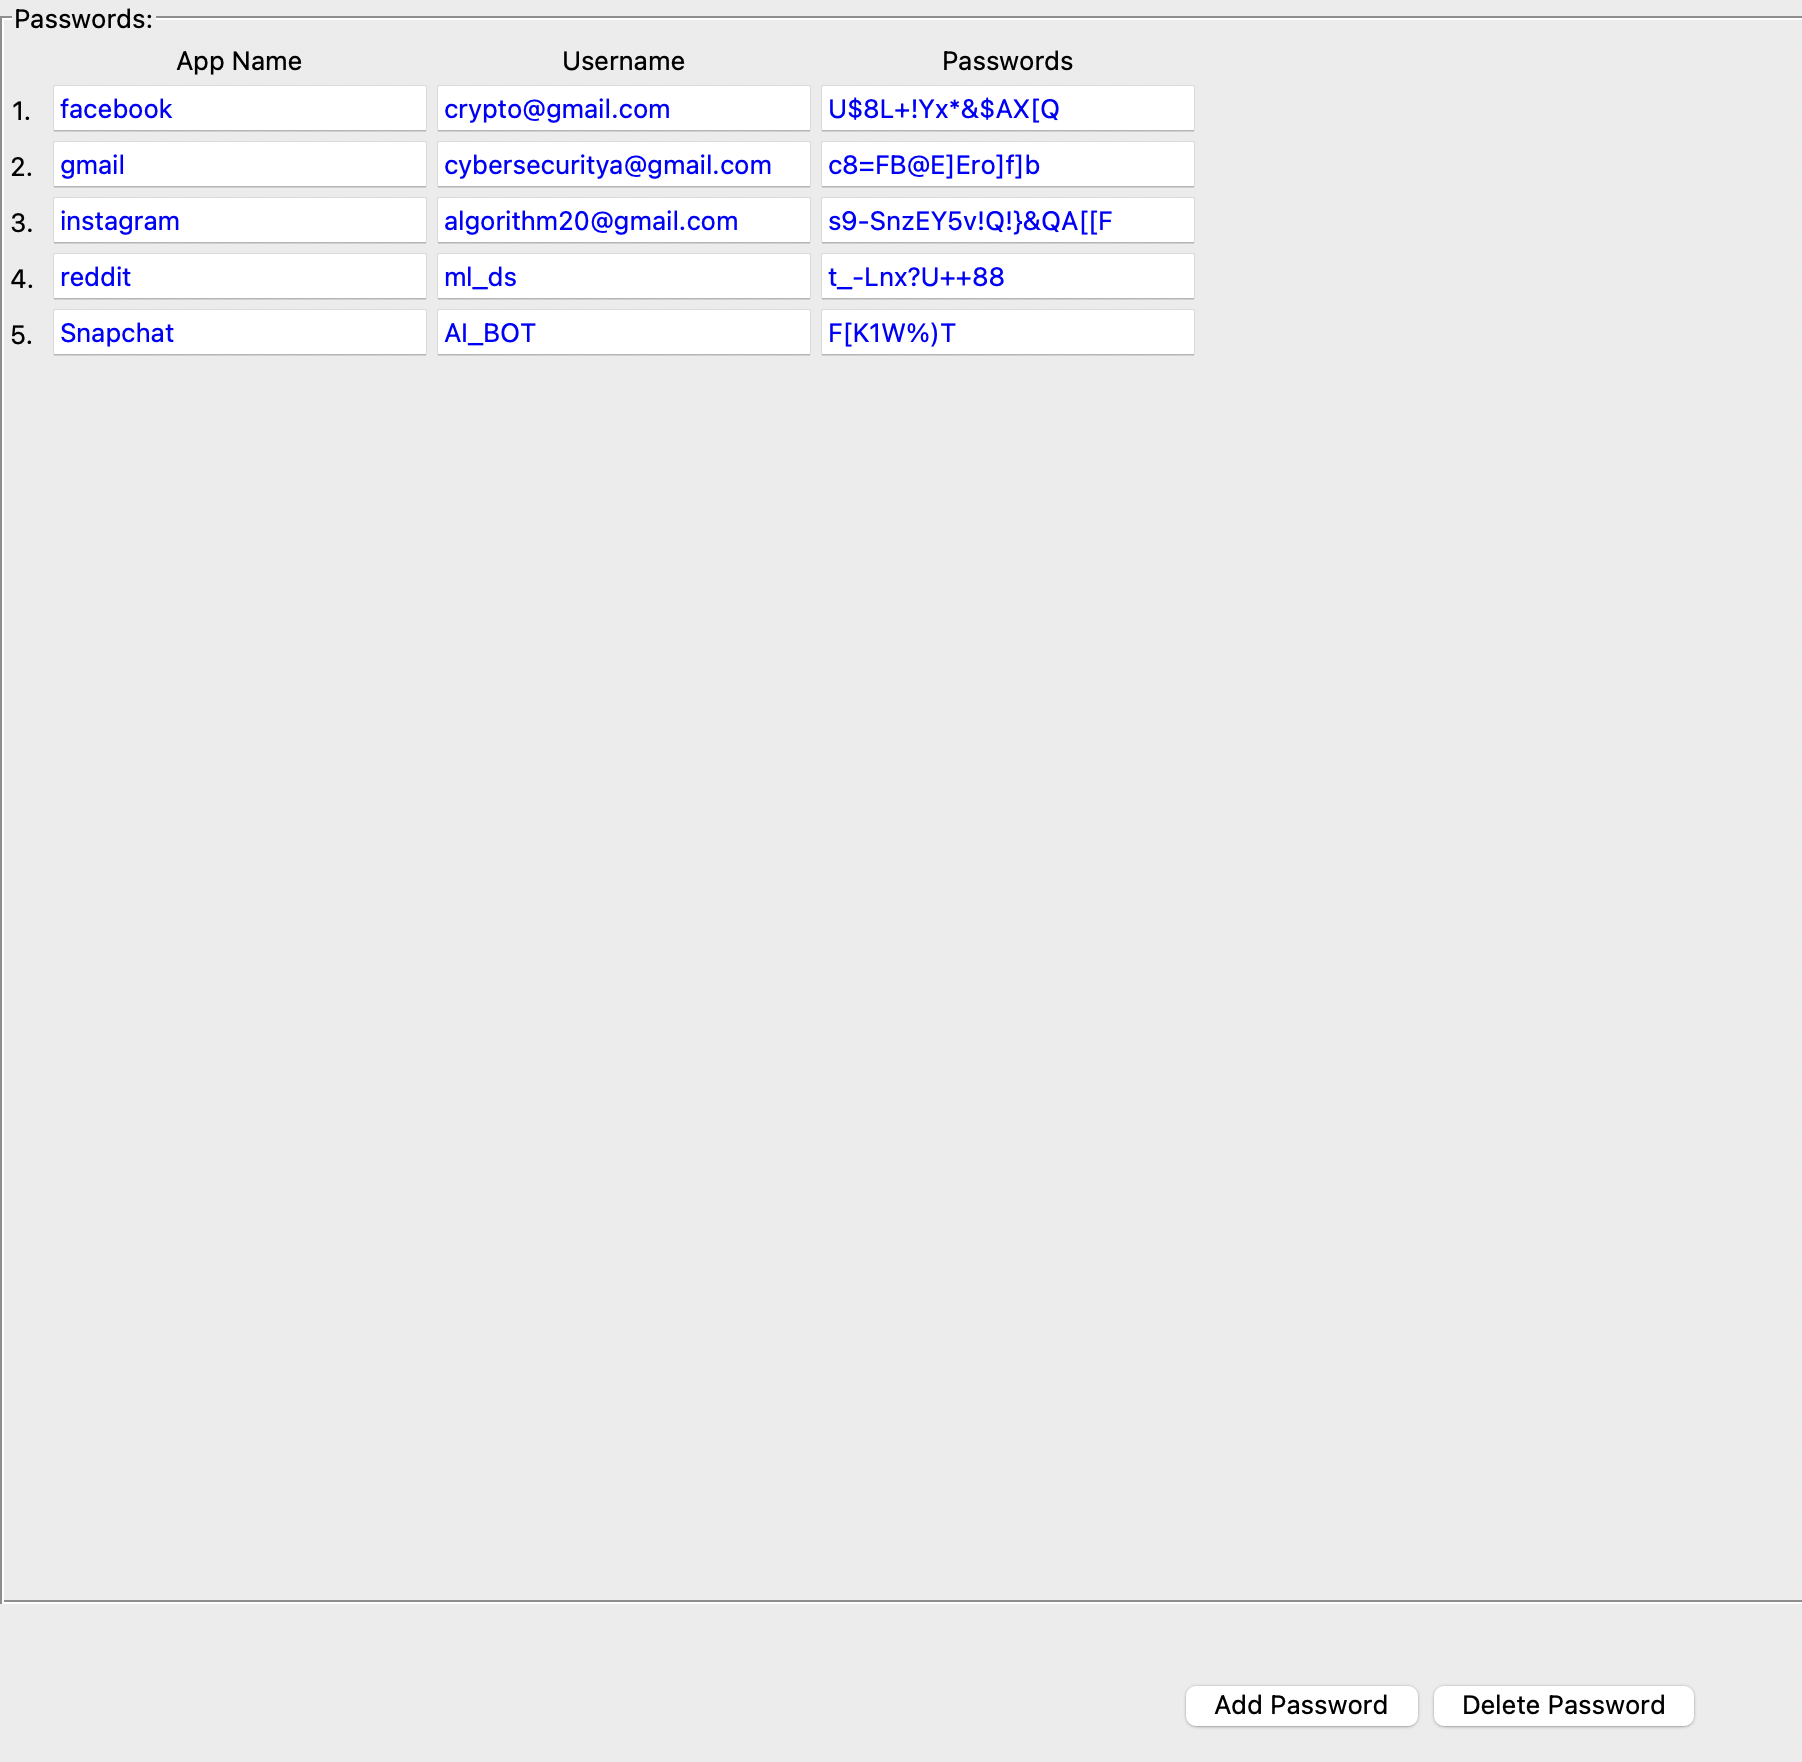 Passwords:
App Name Username Passwords
1. facebook crypto@gmail.com U$8L+!Yx*&$AX[Q
2. gmail cybersecuritya@gmail.com c8=FB@E]Ero]f]b
3. instagram algorithm20@gmail.com s9-SnzEY5v!Q!}&QA[[F
4. reddit ml_ds t_-Lnx?U++88
5. Snapchat AI_BOT F[K1W%)T
Add Password Delete Password